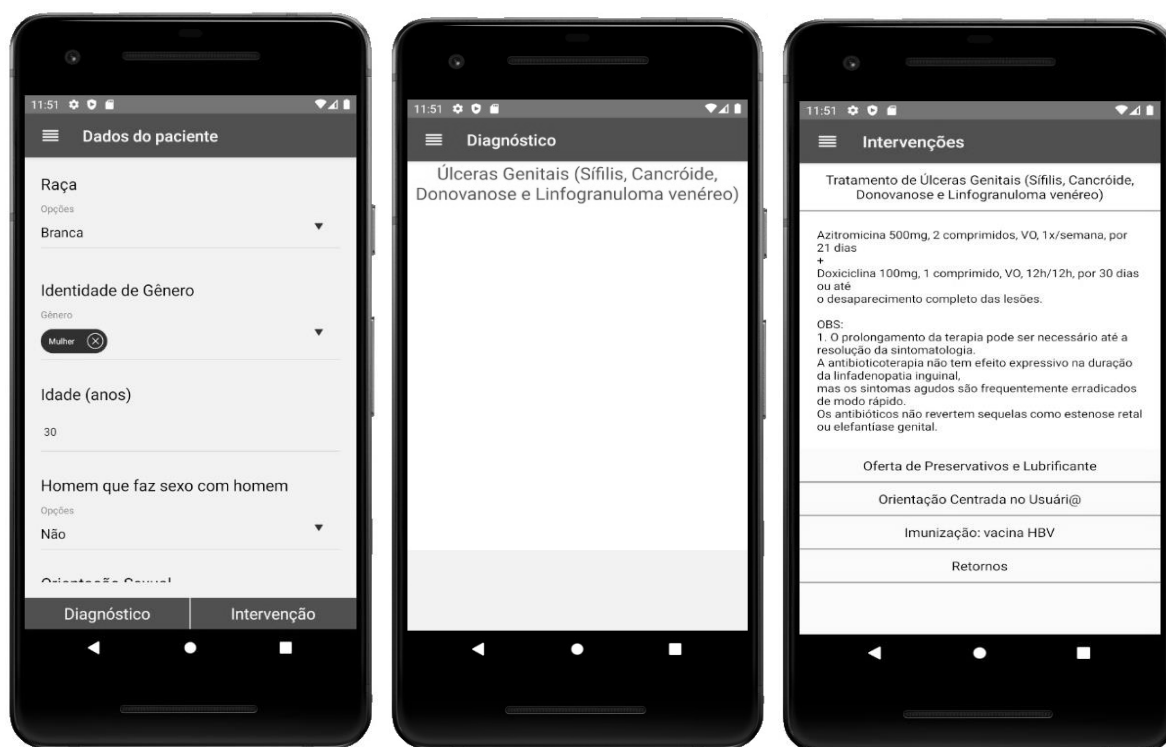 11:51
Dados do paciente
Raça
Opções
Branca
Identidade de Gênero
Gênero
Mulher
Idade (anos)
30
Homem que faz sexo com homem
Opções
Não
Orientação Sexual
Diagnóstico
Intervenção
11:51
Diagnóstico
Úlceras Genitais (Sífilis, Cancróide,
Donovanose e Linfogranuloma venéreo)
11:51
Intervenções
Tratamento de Úlceras Genitais (Sífilis, Cancróide,
Donovanose e Linfogranuloma venéreo)
Azitromicina 500mg, 2 comprimidos, VO, 1x/semana, por
21 dias
+
Doxiciclina 100mg, 1 comprimido, VO, 12h/12h, por 30 dias
ou até
o desaparecimento completo das lesões.
OBS:
1. O prolongamento da terapia pode ser necessário até a
resolução da sintomatologia.
A antibioticoterapia não tem efeito expressivo na duração
da linfadenopatia inguinal,
mas os sintomas agudos são frequentemente erradicados
de modo rápido.
Os antibióticos não revertem sequelas como estenose retal
ou elefantíase genital.
Oferta de Preservativos e Lubrificante
Orientação Centrada no Usuári@
Imunização: vacina HBV
Retornos